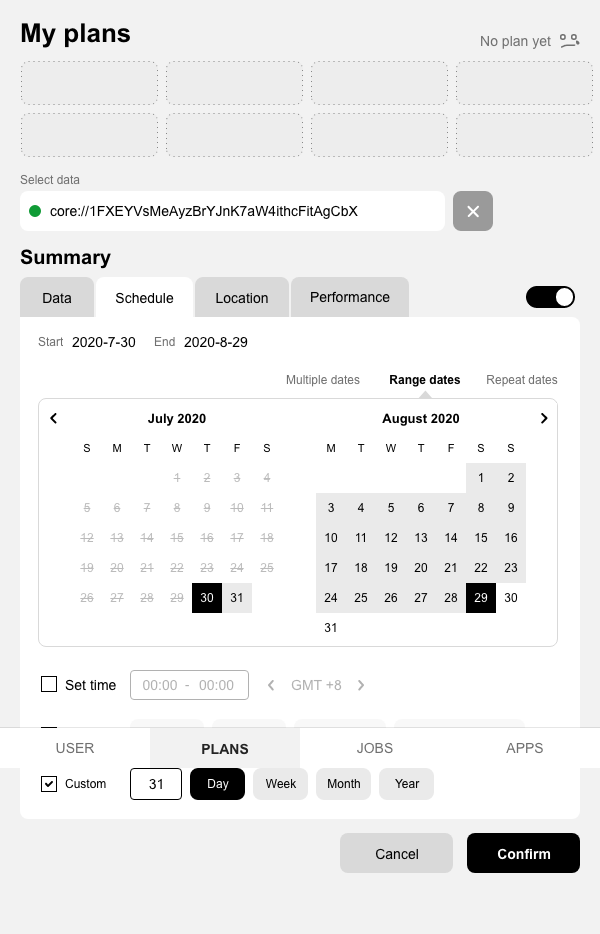 My plans
No plan yet
Select data
core://1FXEYVsMeAyzBrYJnK7aW4ithcFitAgCbX
Summary
Data Schedule Location Performance
Start 2020-7-30 End 2020-8-29
Multiple dates Range dates Repeat dates
July 2020
S M T W T F S
1 2 3 4
5 6 7 8 9 10 11
12 13 14 15 16 17 18
19 20 21 22 23 24 25
26 27 28 29 30 31
August 2020
M T W T F S S
1 2
3 4 5 6 7 8 9
10 11 12 13 14 15 16
17 18 19 20 21 22 23
24 25 26 27 28 29 30
31
Set time 00:00 - 00:00 GMT +8
USER PLANS JOBS APPS
Custom 31 Day Week Month Year
Cancel Confirm